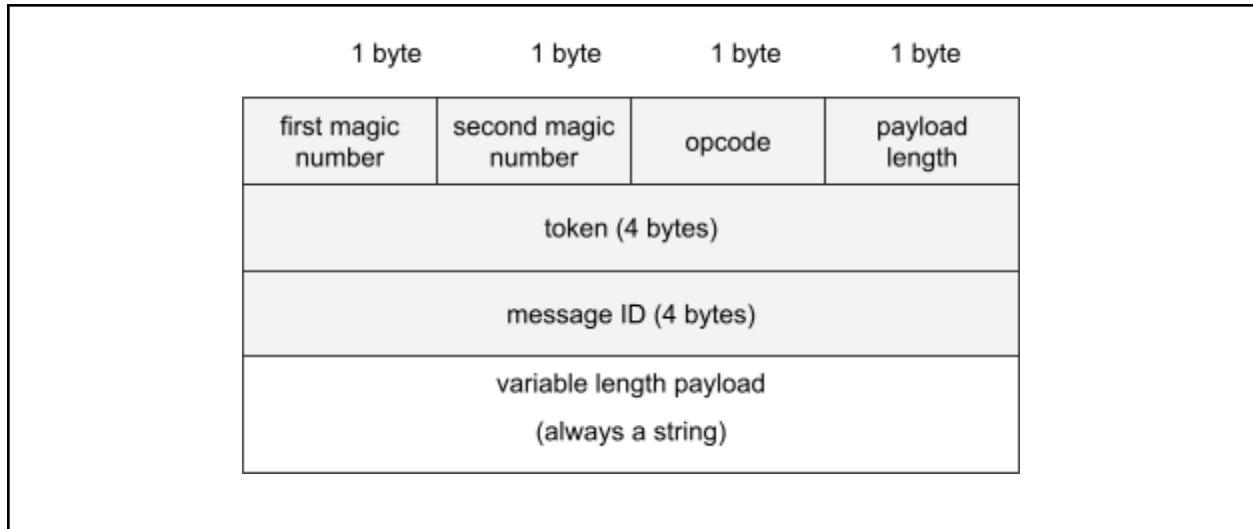 1 byte 1 byte 1 byte 1 byte
first magic number
second magic number
opcode
payload length
token (4 bytes)
message ID (4 bytes)
variable length payload
(always a string)